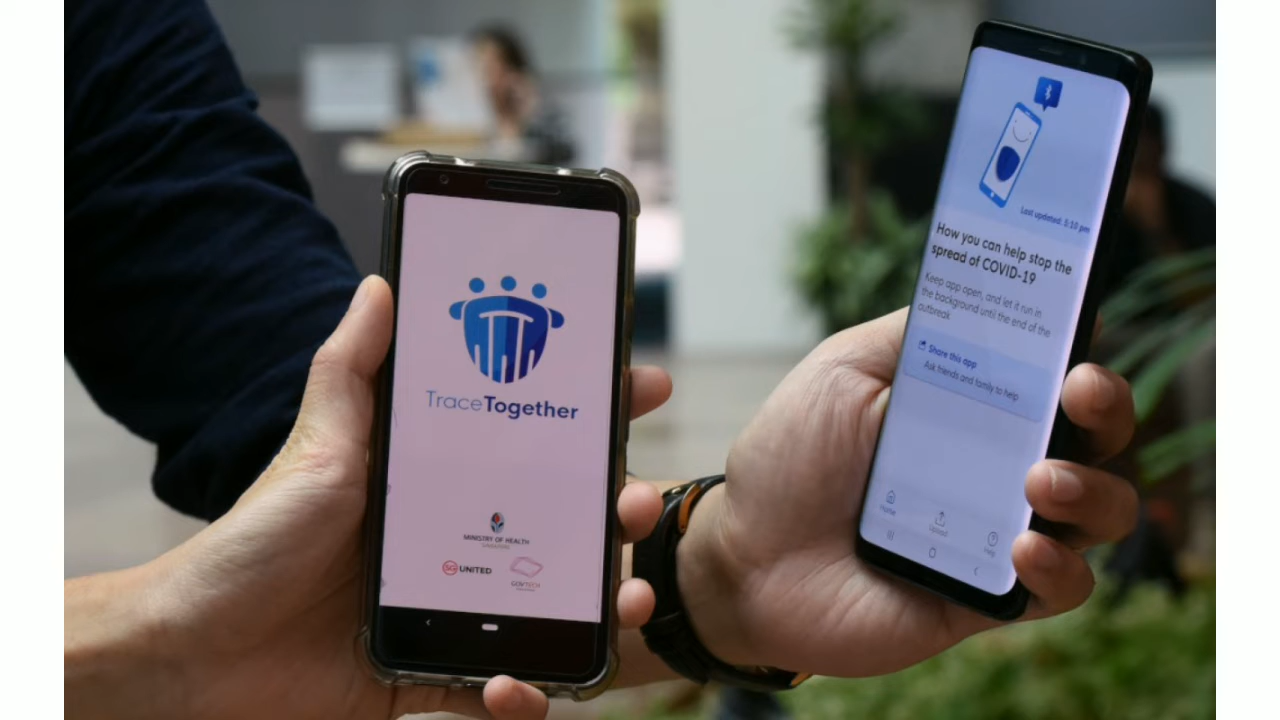 TraceTogether
MINISTRY OF HEALTH
SINGAPORE
SG UNITED
GOVTECH
Last updated: 5:10 pm
How you can help stop the
spread of COVID-19
Keep app open, and let it run in
the background until the end of the
outbreak
Share this app
Ask friends and family to help
Home
Upload
Help